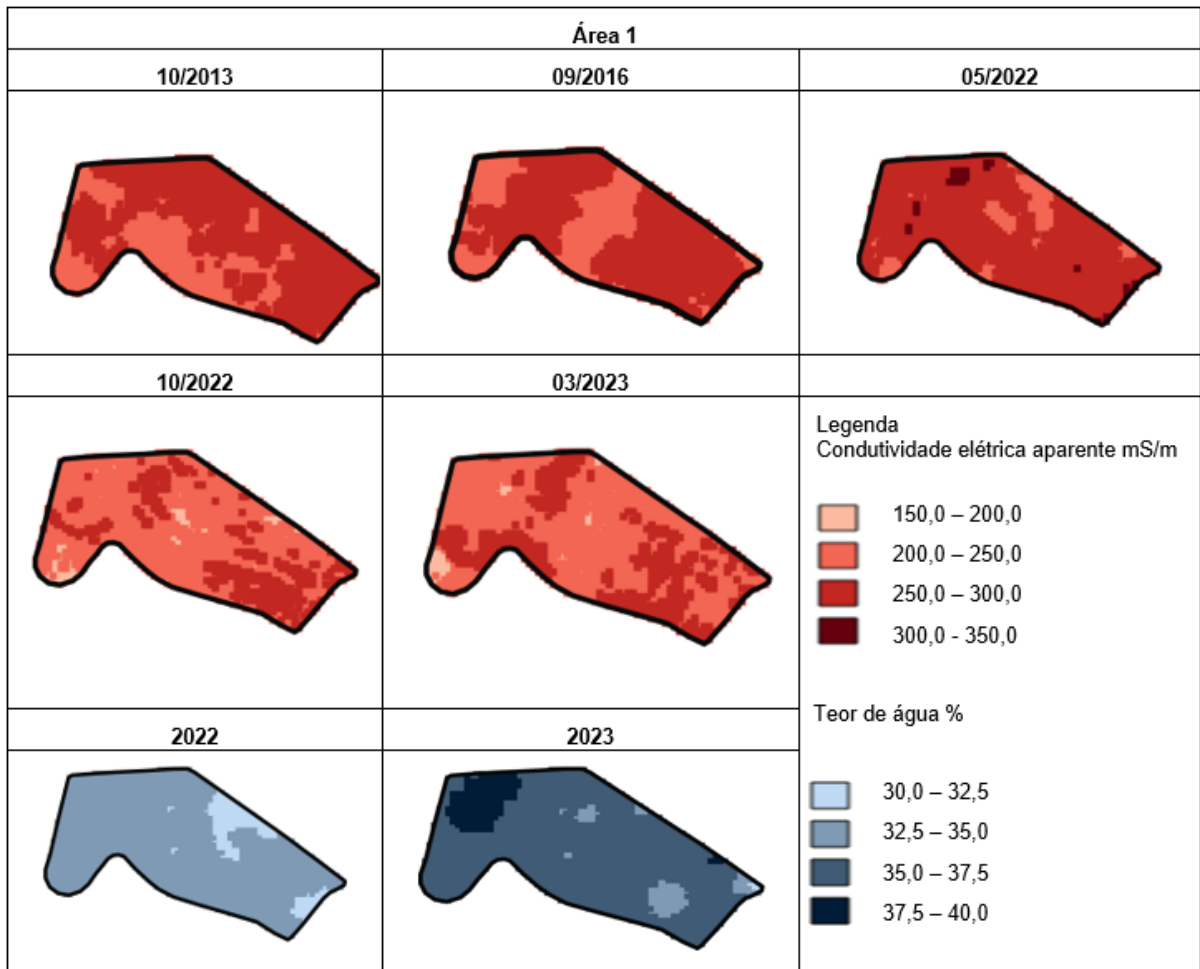 Área 1
10/2013
09/2016
05/2022
10/2022
03/2023
Legenda
Condutividade elétrica aparente mS/m
150,0 – 200,0
200,0 – 250,0
250,0 – 300,0
300,0 - 350,0
2022
2023
Teor de água %
30,0 – 32,5
32,5 – 35,0
35,0 – 37,5
37,5 – 40,0